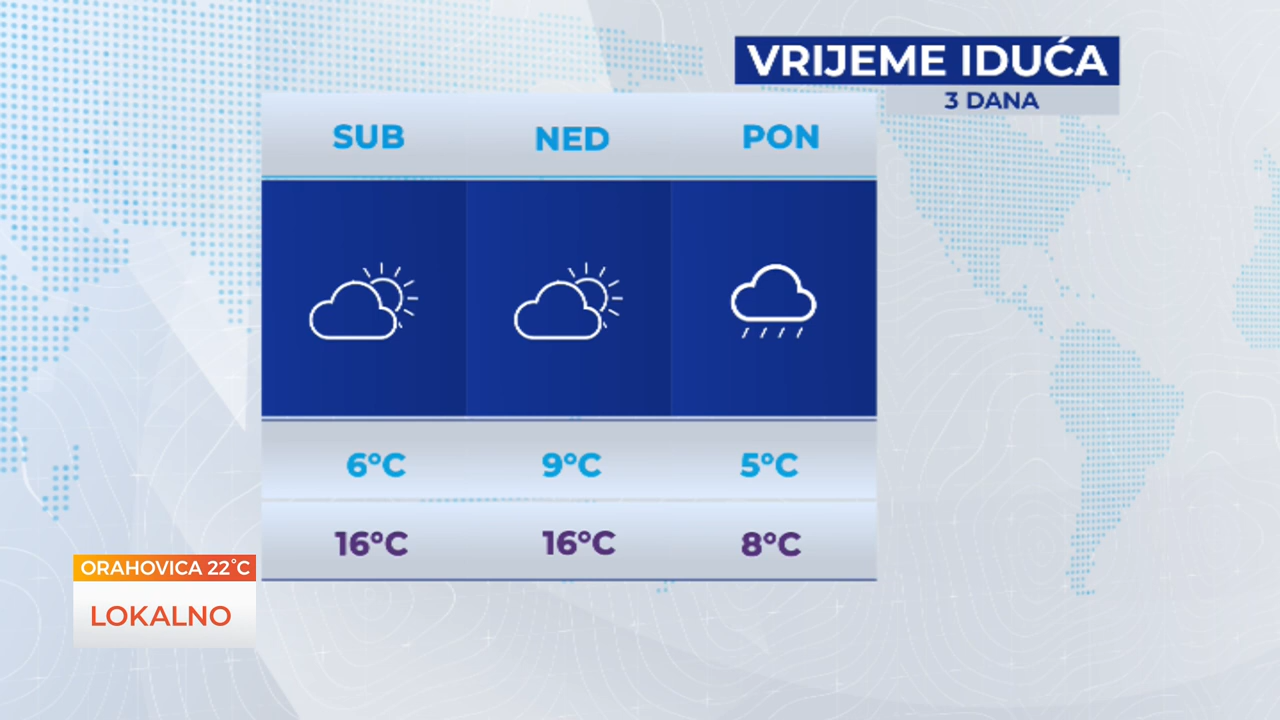 VRIJEME IDUĆA
3 DANA
SUB NED PON
6°C 9°C 5°C
16°C 16°C 8°C
ORAHOVICA 22°C
LOKALNO